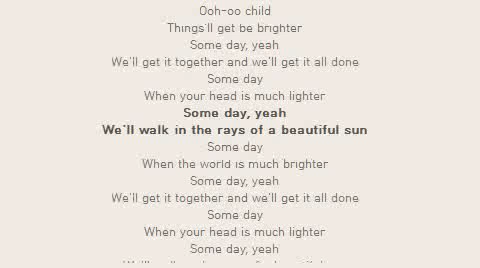 Ooh-oo child
Things'll get be brighter
Some day, yeah
We'll get it together and we'll get it all done
Some day
When your head is much lighter
Some day, yeah
We'll walk in the rays of a beautiful sun
Some day
When the world is much brighter
Some day, yeah
We'll get it together and we'll get it all done
Some day
When your head is much lighter
Some day, yeah